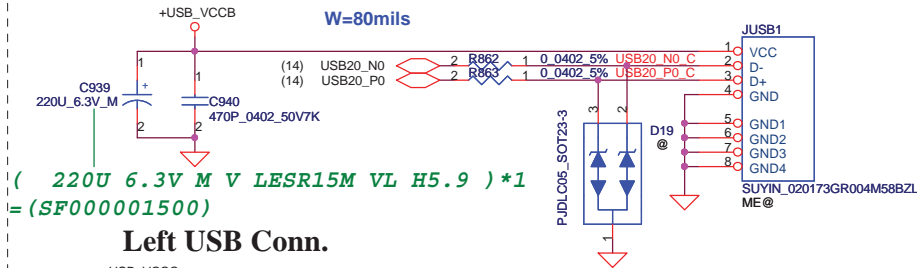 +USB_VCCB
W=80mils
JUSB1
(14) USB20_N0 2 R862 1 0_0402_5% USB20_N0_C
(14) USB20_P0 2 R863 1 0_0402_5% USB20_P0_C
1 VCC
2 D-
3 D+
4 GND
5 GND1
6 GND2
7 GND3
8 GND4
1
C939
220U_6.3V_M
+
2
1
C940
470P_0402_50V7K
2
3 2
D19
@
PJDLC05_SOT23-3
1
SUYIN_020173GR004M58BZL
ME@
( 220U 6.3V M V LESR15M VL H5.9 )*1
=(SF000001500)
Left USB Conn.